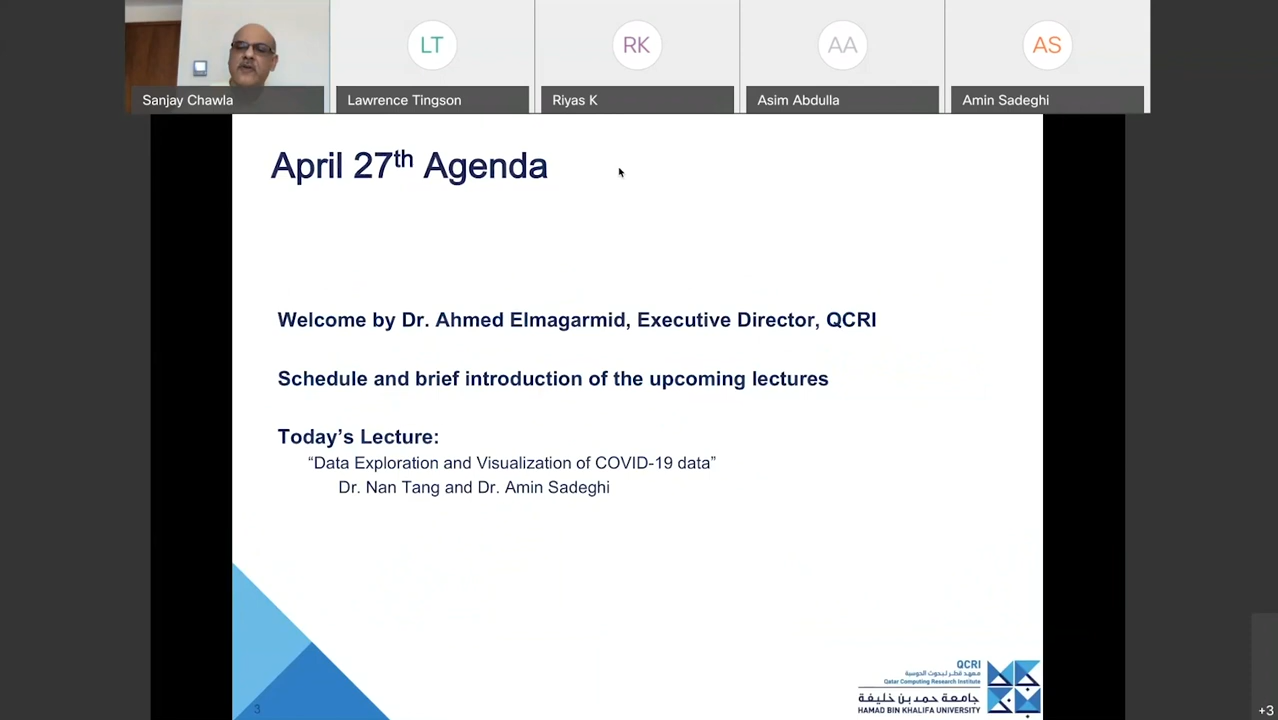 LT
RK
AA
AS
Sanjay Chawla
Lawrence Tingson
Riyas K
Asim Abdulla
Amin Sadeghi
April 27th Agenda
Welcome by Dr. Ahmed Elmagarmid, Executive Director, QCRI
Schedule and brief introduction of the upcoming lectures
Today’s Lecture:
“Data Exploration and Visualization of COVID-19 data”
Dr. Nan Tang and Dr. Amin Sadeghi
QCRI
معهد قطر لبحوث الحوسبة
Qatar Computing Research Institute
جامعة حمد بن خليفة
HAMAD BIN KHALIFA UNIVERSITY
3
+3